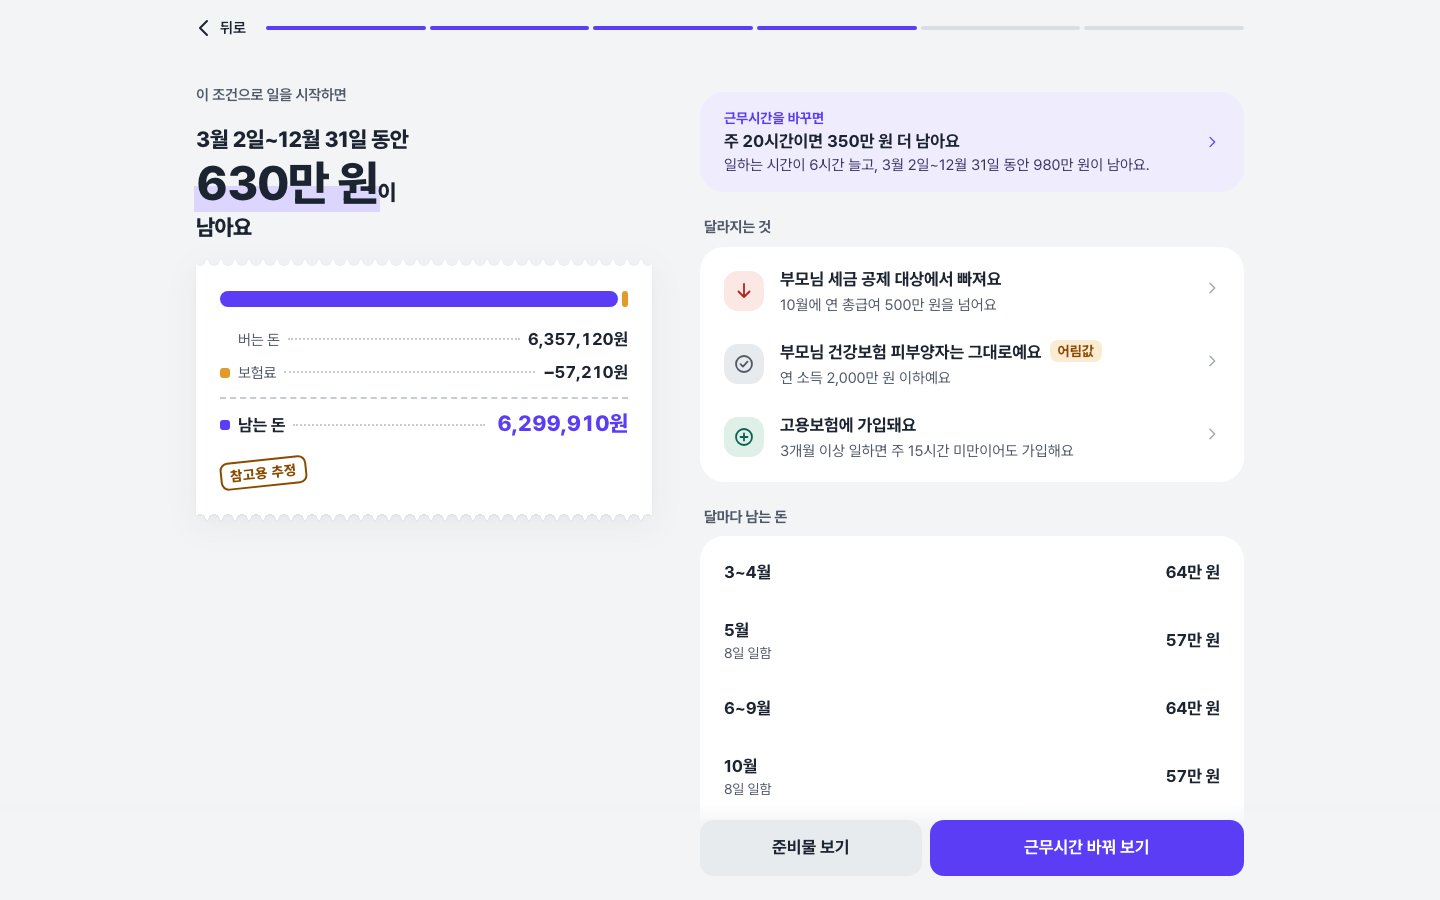 뒤로
이 조건으로 일을 시작하면
3월 2일~12월 31일 동안
630만 원이
남아요
버는 돈 6,357,120원
보험료 −57,210원
남는 돈 6,299,910원
참고용 추정
근무시간을 바꾸면
주 20시간이면 350만 원 더 남아요
일하는 시간이 6시간 늘고, 3월 2일~12월 31일 동안 980만 원이 남아요.
달라지는 것
부모님 세금 공제 대상에서 빠져요
10월에 연 총급여 500만 원을 넘어요
부모님 건강보험 피부양자는 그대로예요 어림값
연 소득 2,000만 원 이하예요
고용보험에 가입돼요
3개월 이상 일하면 주 15시간 미만이어도 가입해요
달마다 남는 돈
3~4월 64만 원
5월 57만 원
8일 일함
6~9월 64만 원
10월 57만 원
8일 일함
준비물 보기
근무시간 바꿔 보기